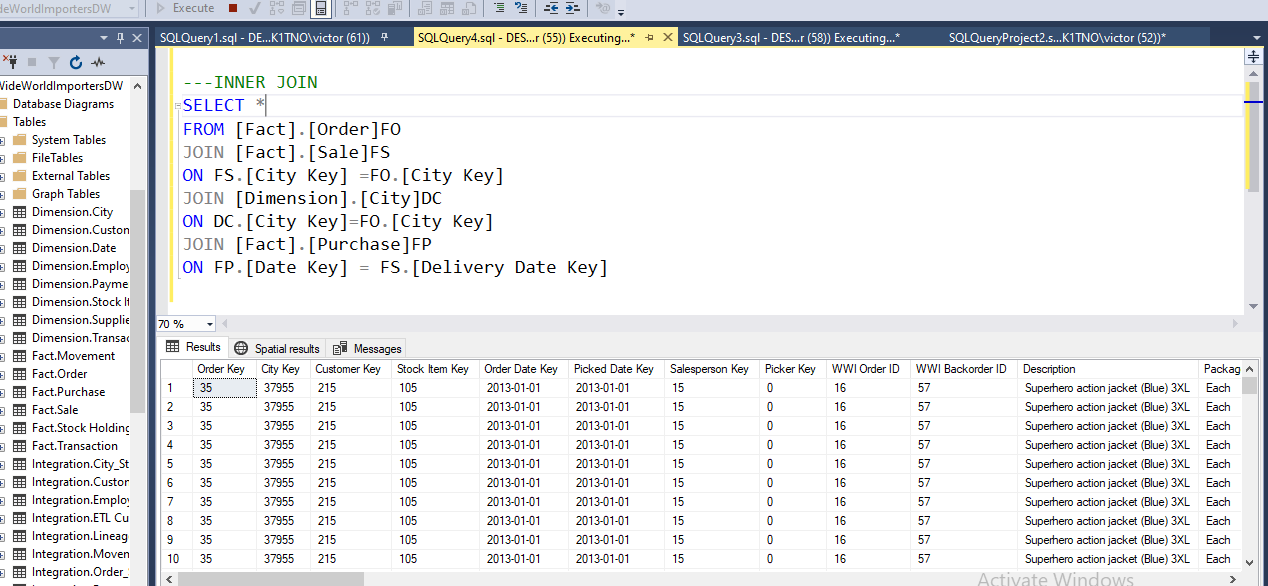 deWorldImportersDW Execute
SQLQuery1.sql - DE...K1TNO\victor (61))
SQLQuery4.sql - DES...r (55)) Executing...*
SQLQuery3.sql - DES...r (58)) Executing...*
SQLQueryProject2.s...K1TNO\victor (52))*
VideWorldImportersDW
Database Diagrams
Tables
System Tables
FileTables
External Tables
Graph Tables
Dimension.City
Dimension.Custon
Dimension.Date
Dimension.Employ
Dimension.Payme
Dimension.Stock It
Dimension.Supplie
Dimension.Transac
Fact.Movement
Fact.Order
Fact.Purchase
Fact.Sale
Fact.Stock Holding
Fact.Transaction
Integration.City_St
Integration.Custon
Integration.Employ
Integration.ETL Cu
Integration.Lineag
Integration.Movem
Integration.Order_
---INNER JOIN
SELECT *
FROM [Fact].[Order]FO
JOIN [Fact].[Sale]FS
ON FS.[City Key] =FO.[City Key]
JOIN [Dimension].[City]DC
ON DC.[City Key]=FO.[City Key]
JOIN [Fact].[Purchase]FP
ON FP.[Date Key] = FS.[Delivery Date Key]
70 %
Results Spatial results Messages
Order Key City Key Customer Key Stock Item Key Order Date Key Picked Date Key Salesperson Key Picker Key WWI Order ID WWI Backorder ID Description Packag
1 35 37955 215 105 2013-01-01 2013-01-01 15 0 16 57 Superhero action jacket (Blue) 3XL Each
2 35 37955 215 105 2013-01-01 2013-01-01 15 0 16 57 Superhero action jacket (Blue) 3XL Each
3 35 37955 215 105 2013-01-01 2013-01-01 15 0 16 57 Superhero action jacket (Blue) 3XL Each
4 35 37955 215 105 2013-01-01 2013-01-01 15 0 16 57 Superhero action jacket (Blue) 3XL Each
5 35 37955 215 105 2013-01-01 2013-01-01 15 0 16 57 Superhero action jacket (Blue) 3XL Each
6 35 37955 215 105 2013-01-01 2013-01-01 15 0 16 57 Superhero action jacket (Blue) 3XL Each
7 35 37955 215 105 2013-01-01 2013-01-01 15 0 16 57 Superhero action jacket (Blue) 3XL Each
8 35 37955 215 105 2013-01-01 2013-01-01 15 0 16 57 Superhero action jacket (Blue) 3XL Each
9 35 37955 215 105 2013-01-01 2013-01-01 15 0 16 57 Superhero action jacket (Blue) 3XL Each
10 35 37955 215 105 2013-01-01 2013-01-01 15 0 16 57 Superhero action jacket (Blue) 3XL Each
Activate Windows